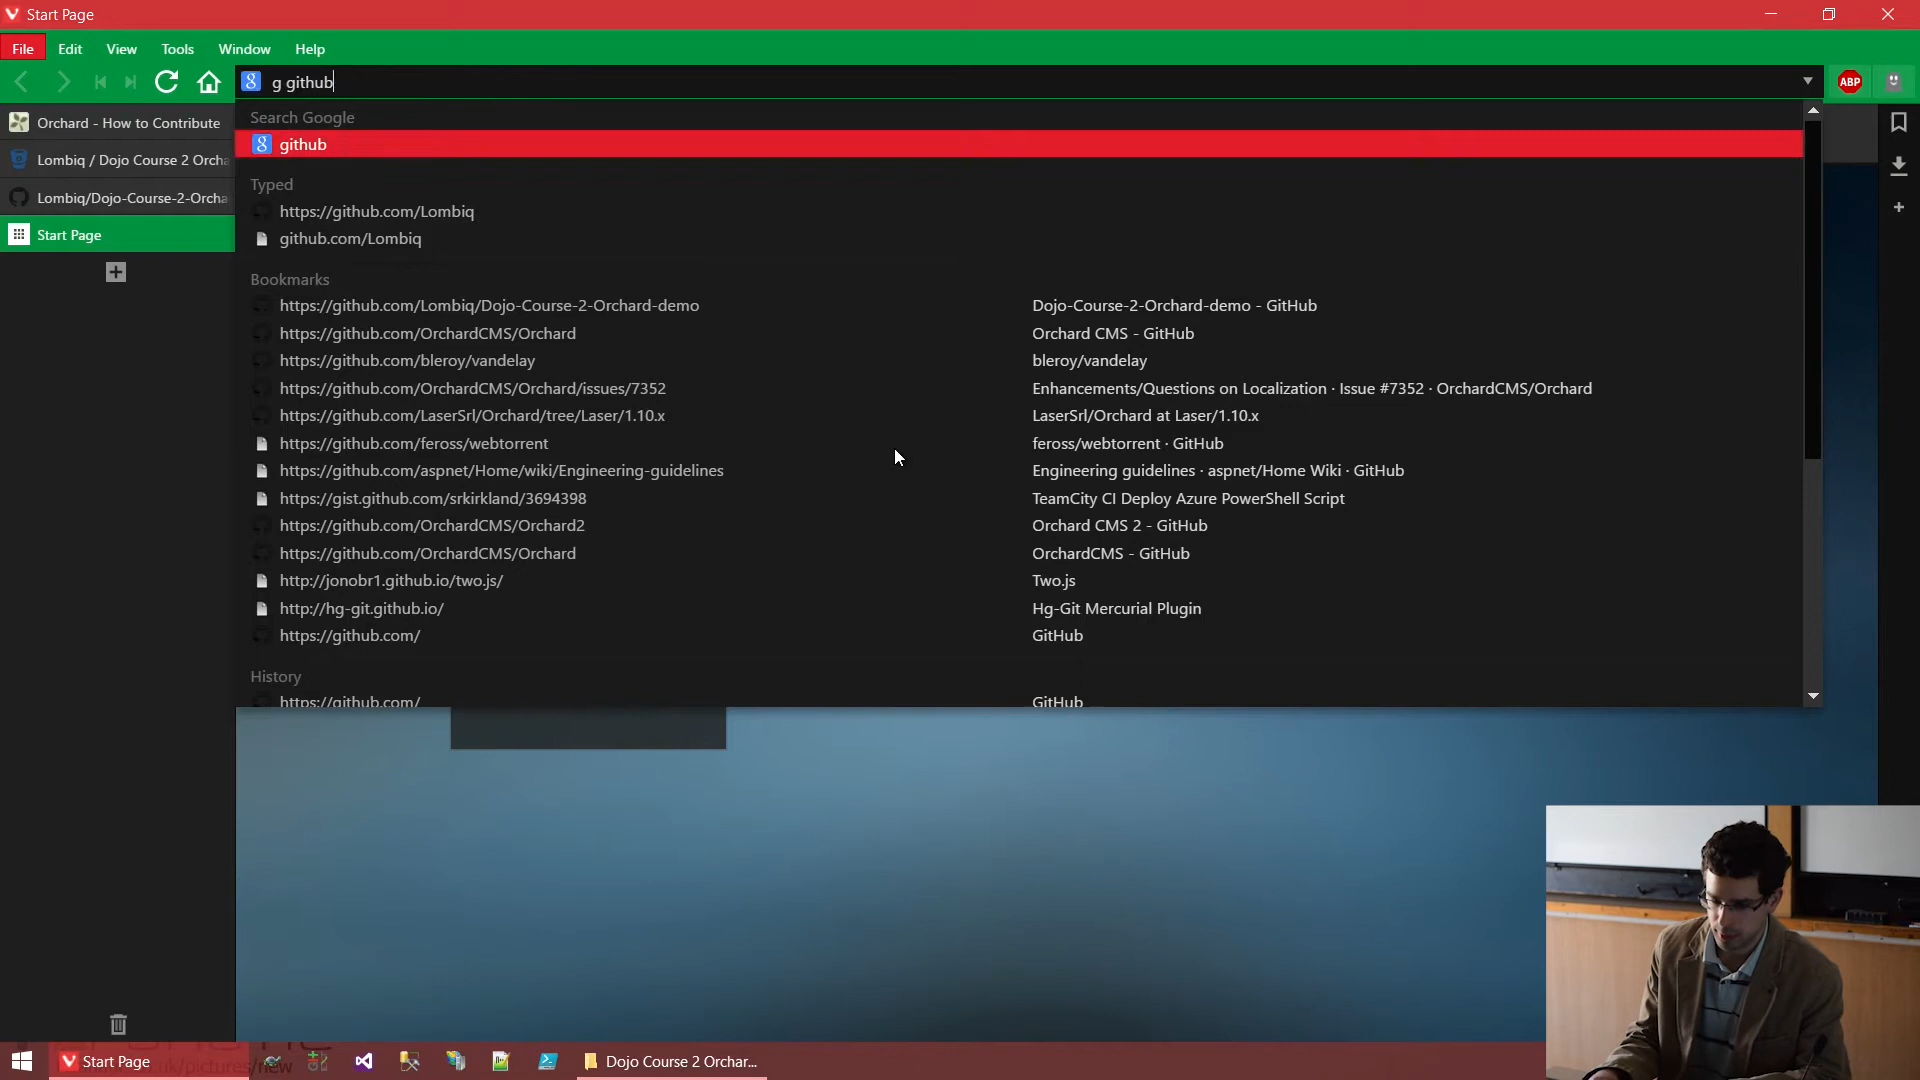 Start Page
File Edit View Tools Window Help
g github
ABP
Search Google
github
Typed
https://github.com/Lombiq
github.com/Lombiq
Bookmarks
https://github.com/Lombiq/Dojo-Course-2-Orchard-demo Dojo-Course-2-Orchard-demo - GitHub
https://github.com/OrchardCMS/Orchard Orchard CMS - GitHub
https://github.com/bleroy/vandelay bleroy/vandelay
https://github.com/OrchardCMS/Orchard/issues/7352 Enhancements/Questions on Localization · Issue #7352 · OrchardCMS/Orchard
https://github.com/LaserSrl/Orchard/tree/Laser/1.10.x LaserSrl/Orchard at Laser/1.10.x
https://github.com/feross/webtorrent feross/webtorrent · GitHub
https://github.com/aspnet/Home/wiki/Engineering-guidelines Engineering guidelines · aspnet/Home Wiki · GitHub
https://gist.github.com/srkirkland/3694398 TeamCity CI Deploy Azure PowerShell Script
https://github.com/OrchardCMS/Orchard2 Orchard CMS 2 - GitHub
https://github.com/OrchardCMS/Orchard OrchardCMS - GitHub
http://jonobr1.github.io/two.js/ Two.js
http://hg-git.github.io/ Hg-Git Mercurial Plugin
https://github.com/ GitHub
History
https://github.com/ GitHub
Orchard - How to Contribute
Lombiq / Dojo Course 2 Orcha
Lombiq/Dojo-Course-2-Orcha
Start Page
Start Page
Dojo Course 2 Orchar...